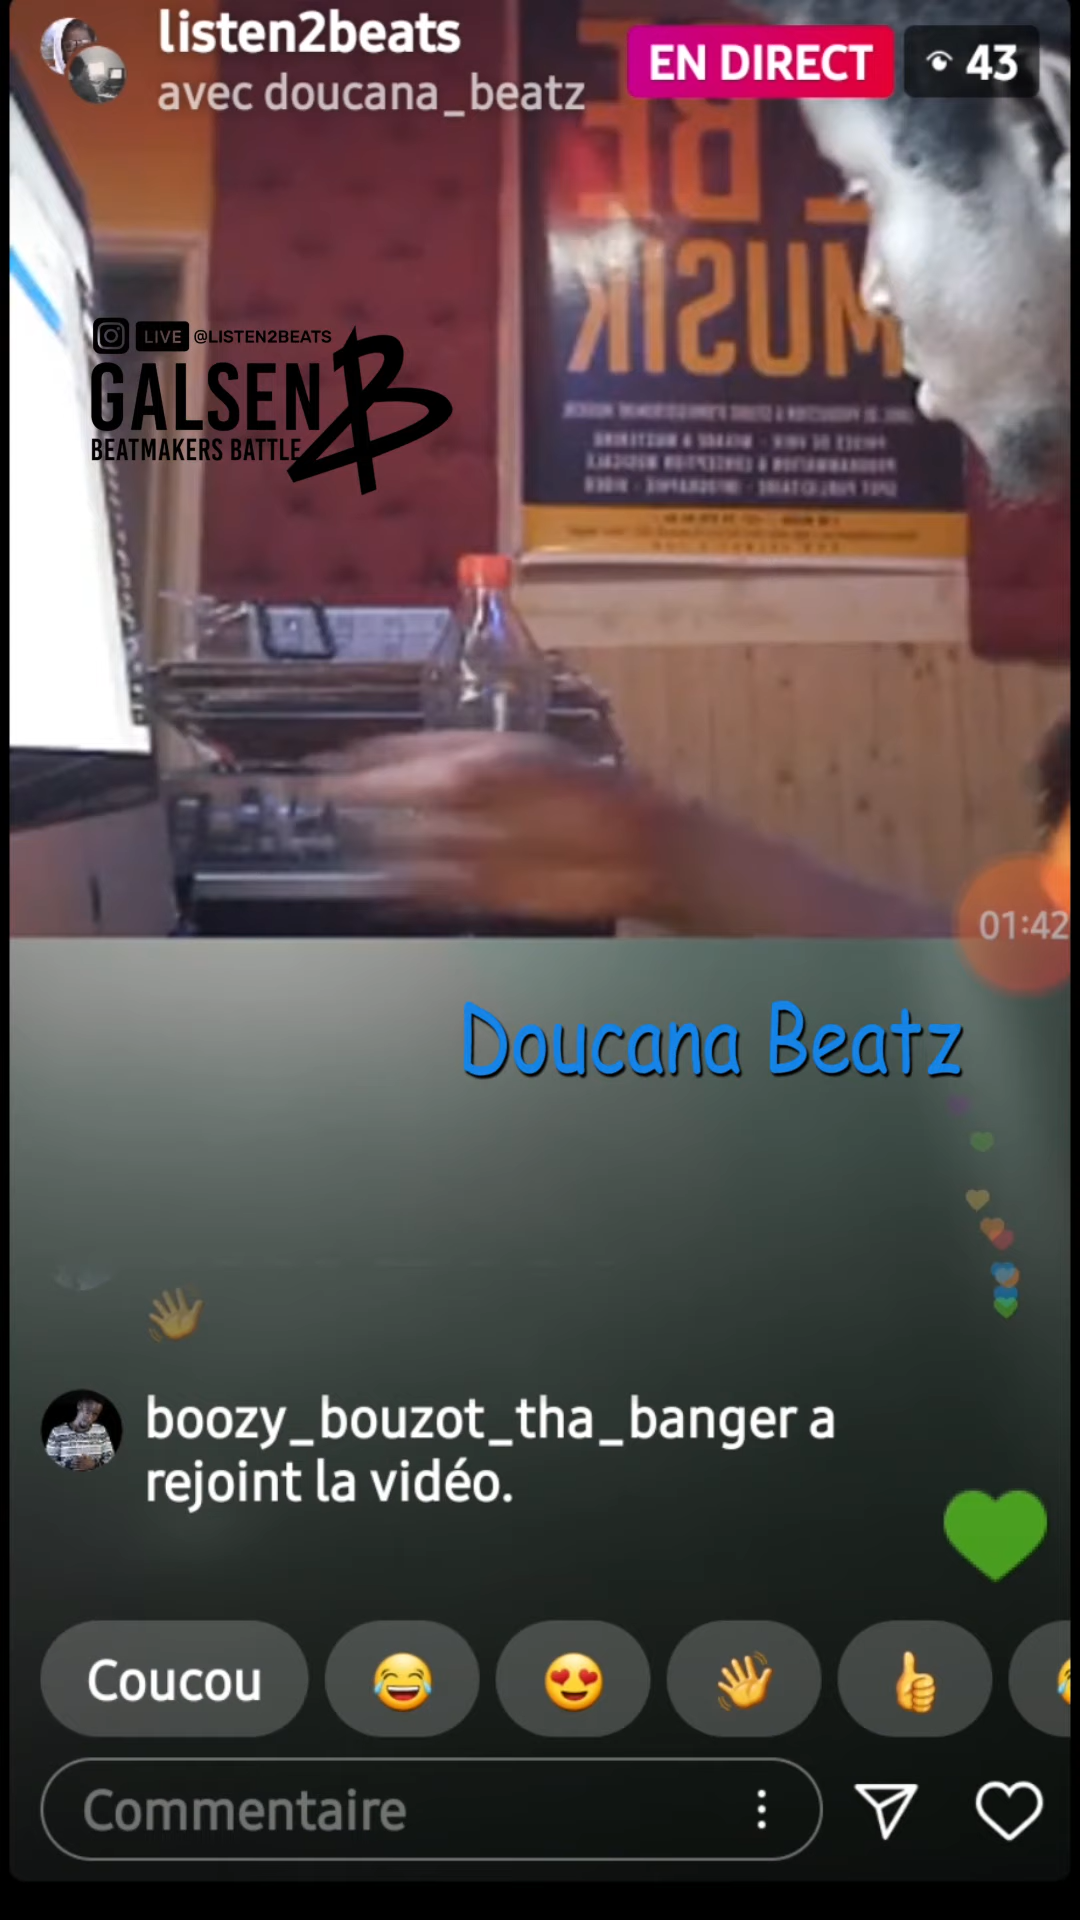 listen2beats
avec doucana_beatz
EN DIRECT
43
BE
MUSIK
LIVE @LISTEN2BEATS
GALSEN B
BEATMAKERS BATTLE
01:42
Doucana Beatz
boozy_bouzot_tha_banger a
rejoint la vidéo.
Coucou
Commentaire